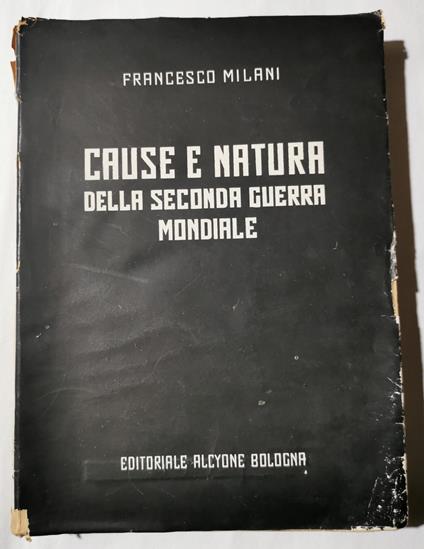 FRANCESCO MILANI
CAUSE E NATURA
DELLA SECONDA GUERRA
MONDIALE
EDITORIALE ALCYONE BOLOGNA